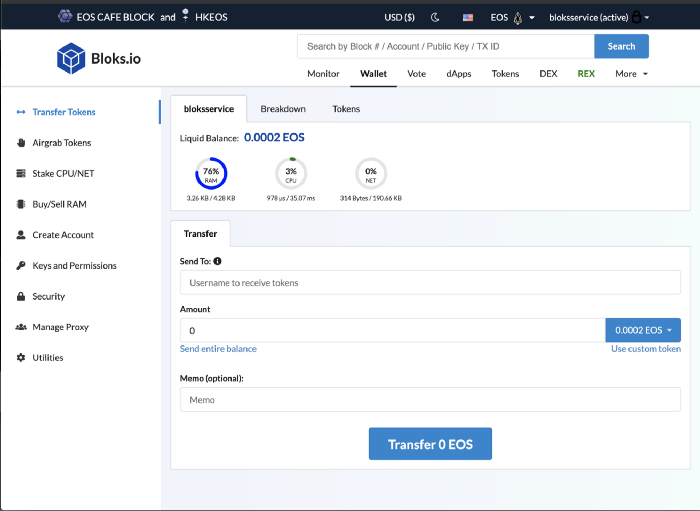 EOS CAFE BLOCK and HKEOS USD ($) EOS bloksservice (active)
Bloks.io
Search by Block # / Account / Public Key / TX ID Search
Monitor Wallet Vote dApps Tokens DEX REX More
Transfer Tokens
Airgrab Tokens
Stake CPU/NET
Buy/Sell RAM
Create Account
Keys and Permissions
Security
Manage Proxy
Utilities
bloksservice Breakdown Tokens
Liquid Balance: 0.0002 EOS
76% RAM
3.26 KB / 4.28 KB
3% CPU
978 µs / 35.07 ms
0% NET
314 Bytes / 190.66 KB
Transfer
Send To:
Username to receive tokens
Amount
0 0.0002 EOS
Send entire balance Use custom token
Memo (optional):
Memo
Transfer 0 EOS